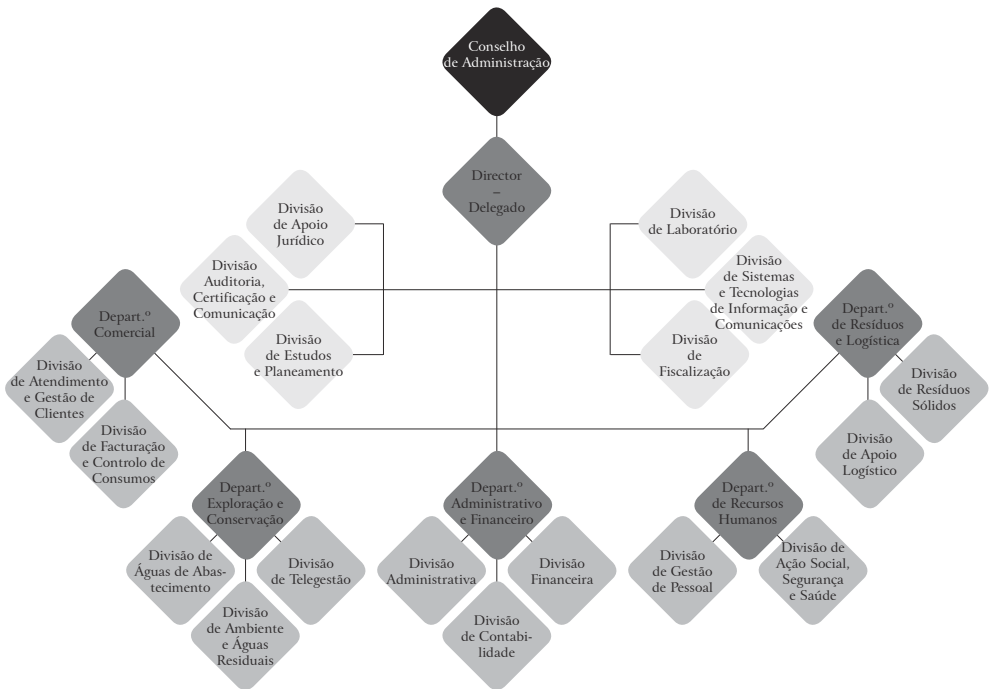 Conselho
de Administração
Director
–
Delegado
Divisão
de Apoio
Jurídico
Divisão
Auditoria,
Certificação e
Comunicação
Divisão
de Estudos
e Planeamento
Divisão
de Laboratório
Divisão
de Sistemas
e Tecnologias
de Informação e
Comunicações
Divisão
de
Fiscalização
Depart.º
Comercial
Divisão
de Atendimento
e Gestão de
Clientes
Divisão
de Facturação
e Controlo de
Consumos
Depart.º
de Resíduos
e Logística
Divisão
de Resíduos
Sólidos
Divisão
de Apoio
Logístico
Depart.º
Exploração e
Conservação
Divisão de
Águas de Abas-
tecimento
Divisão
de Telegestão
Divisão
de Ambiente
e Águas
Residuais
Depart.º
Administrativo
e Financeiro
Divisão
Administrativa
Divisão
Financeira
Divisão
de Contabi-
lidade
Depart.º
de Recursos
Humanos
Divisão
de Gestão
de Pessoal
Divisão de
Ação Social,
Segurança
e Saúde